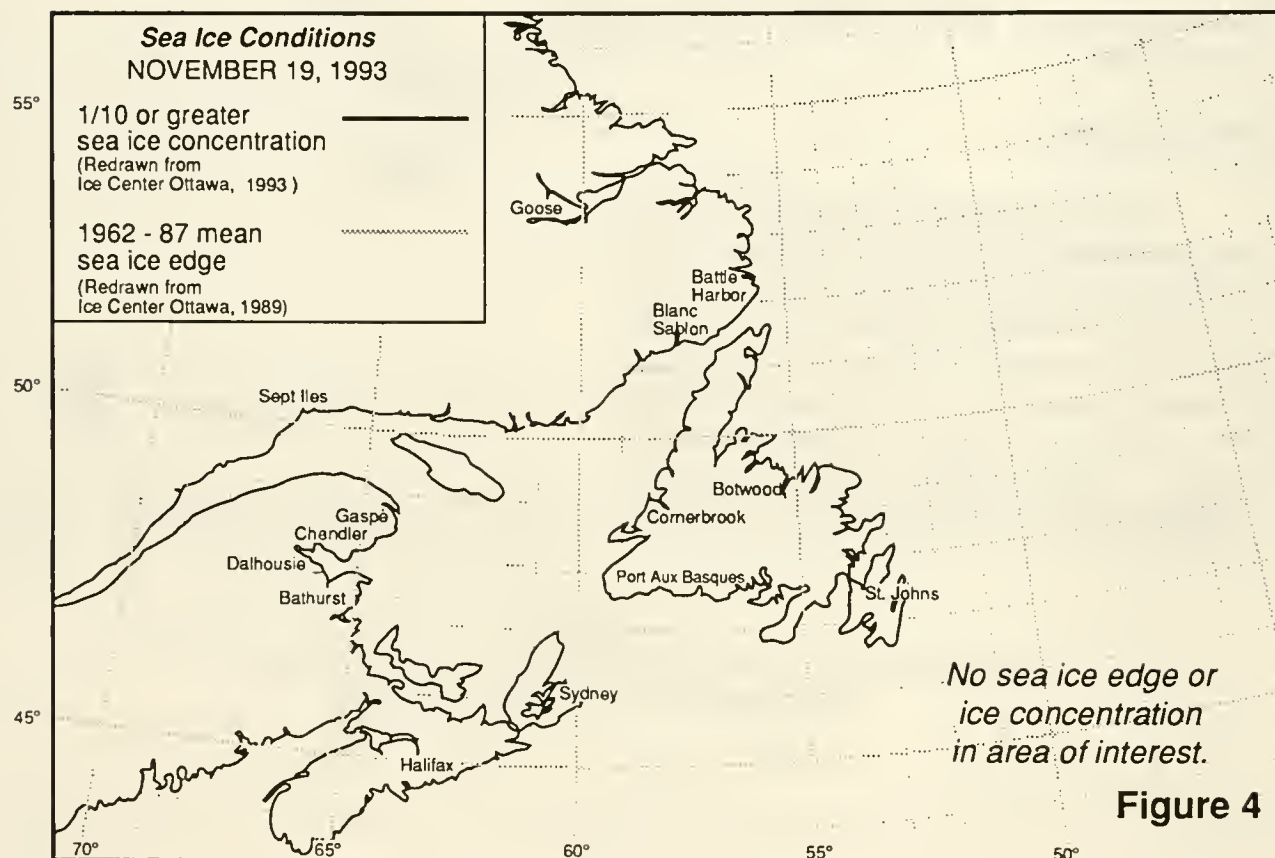 Sea Ice Conditions
NOVEMBER 19, 1993
1/10 or greater
sea ice concentration
(Redrawn from
Ice Center Ottawa, 1993 )
1962 - 87 mean
sea ice edge
(Redrawn from
Ice Center Ottawa, 1989)
55°
50°
45°
Goose
Battle
Harbor
Blanc
Sablon
Sept Iles
Botwood
Cornerbrook
Gaspé
Chandler
Dalhousie
Bathurst
Port Aux Basques
St. Johns
Sydney
Halifax
No sea ice edge or
ice concentration
in area of interest.
Figure 4
70°
65°
60°
55°
50°